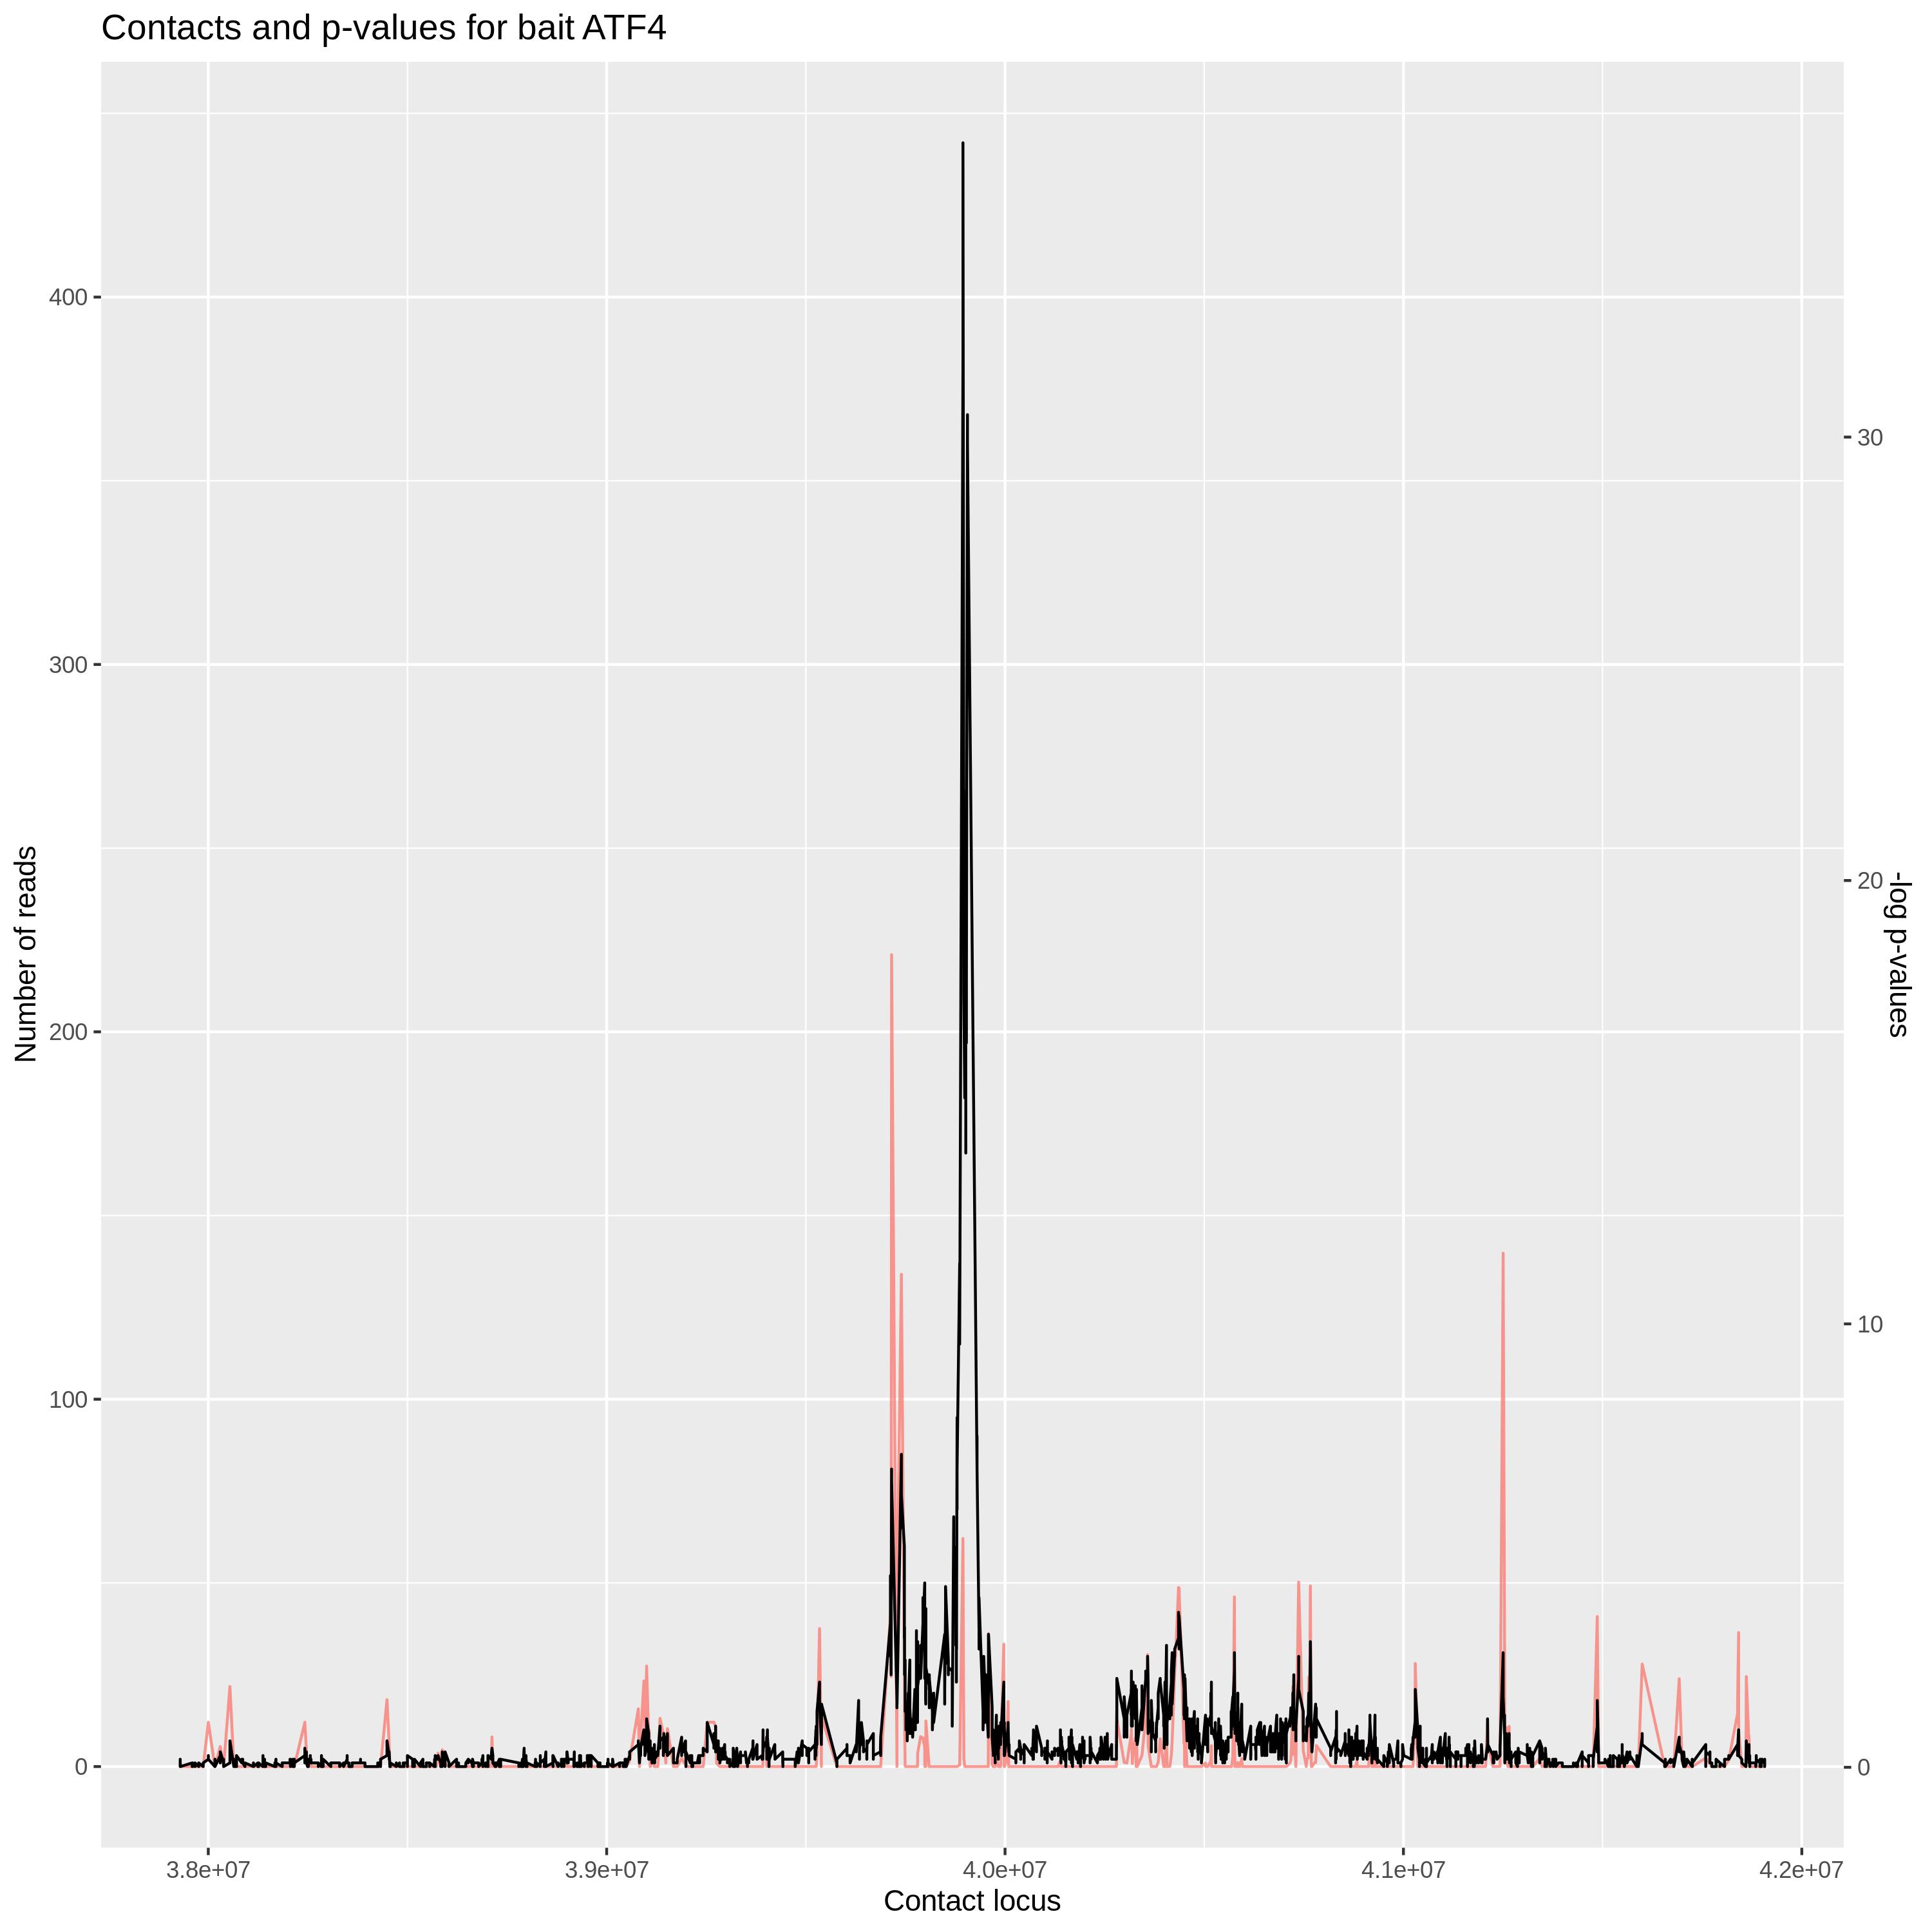 Contacts and p-values for bait ATF4
400
300
200
100
0
Number of reads
30
20
10
0
-log p-values
3.8e+07
3.9e+07
4.0e+07
4.1e+07
4.2e+07
Contact locus